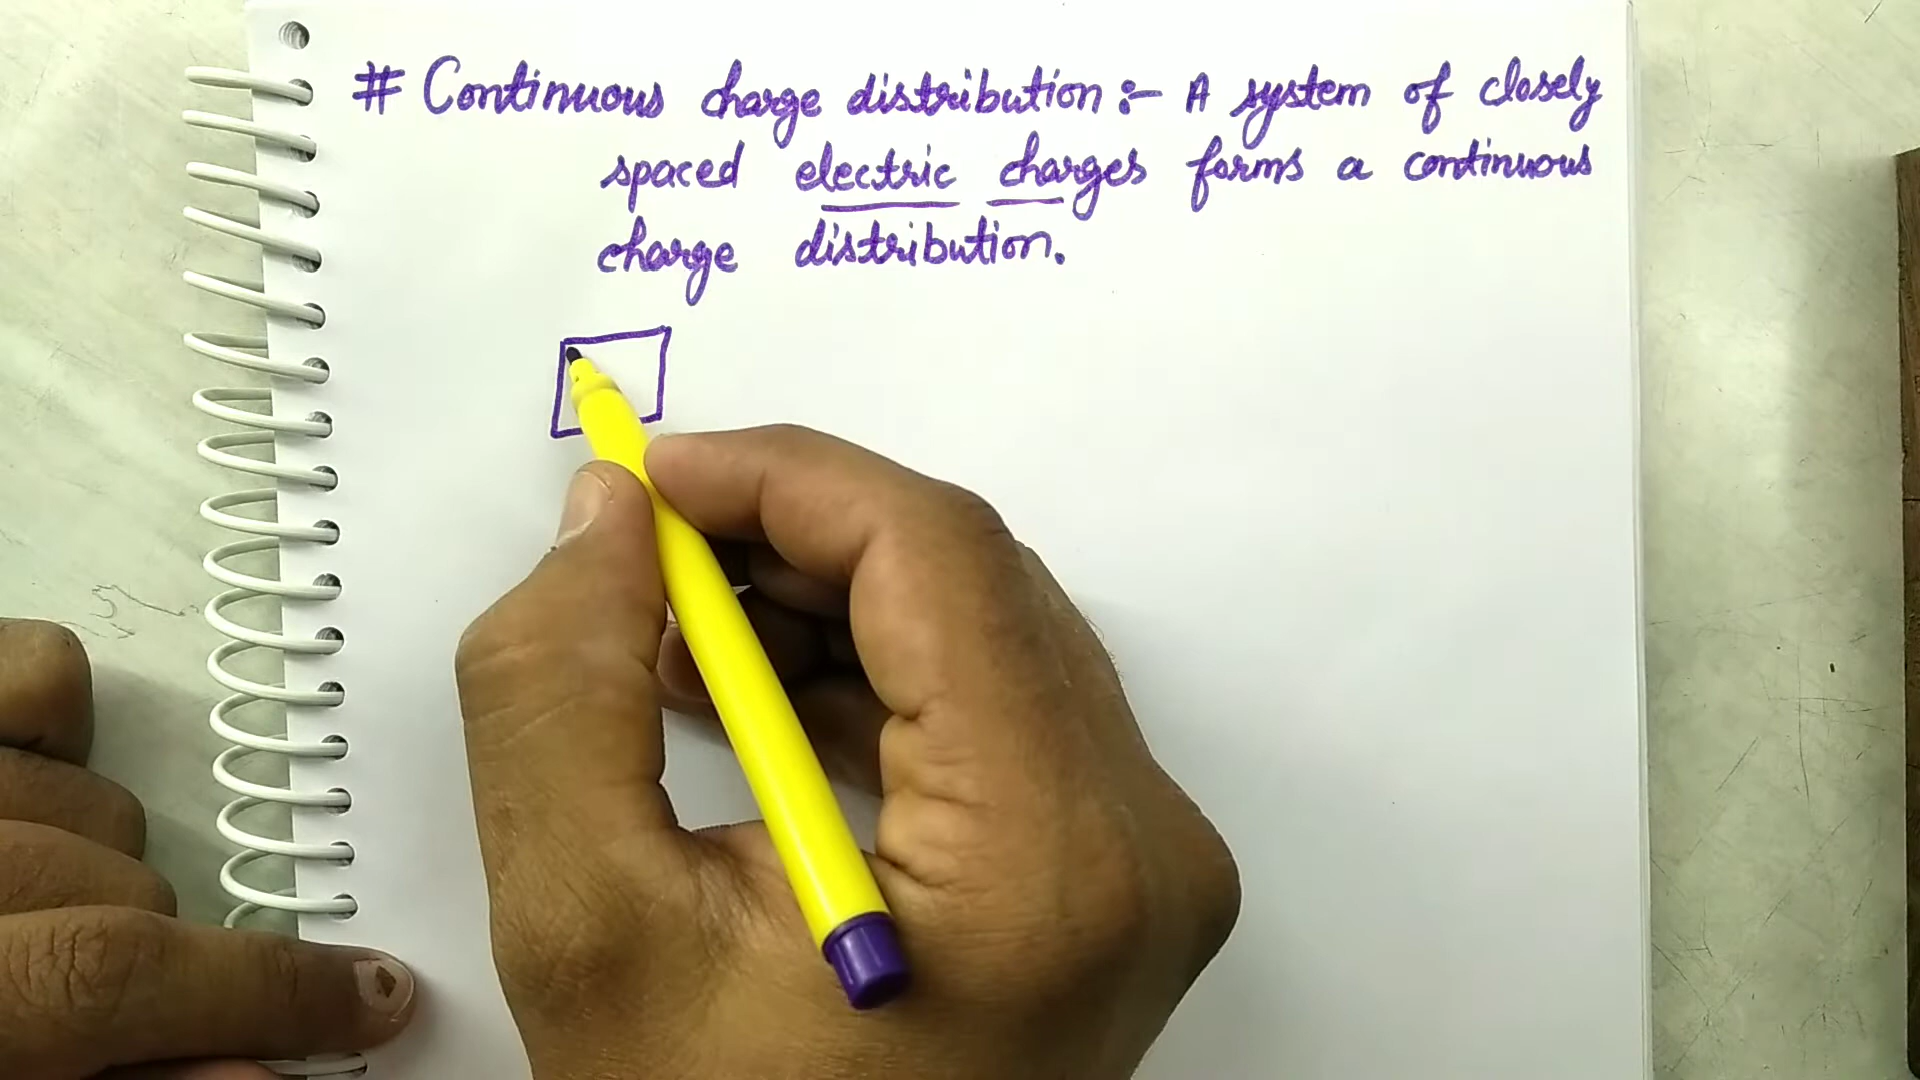 # Continuous charge distribution :- A system of closely
spaced electric charges forms a continuous
charge distribution.